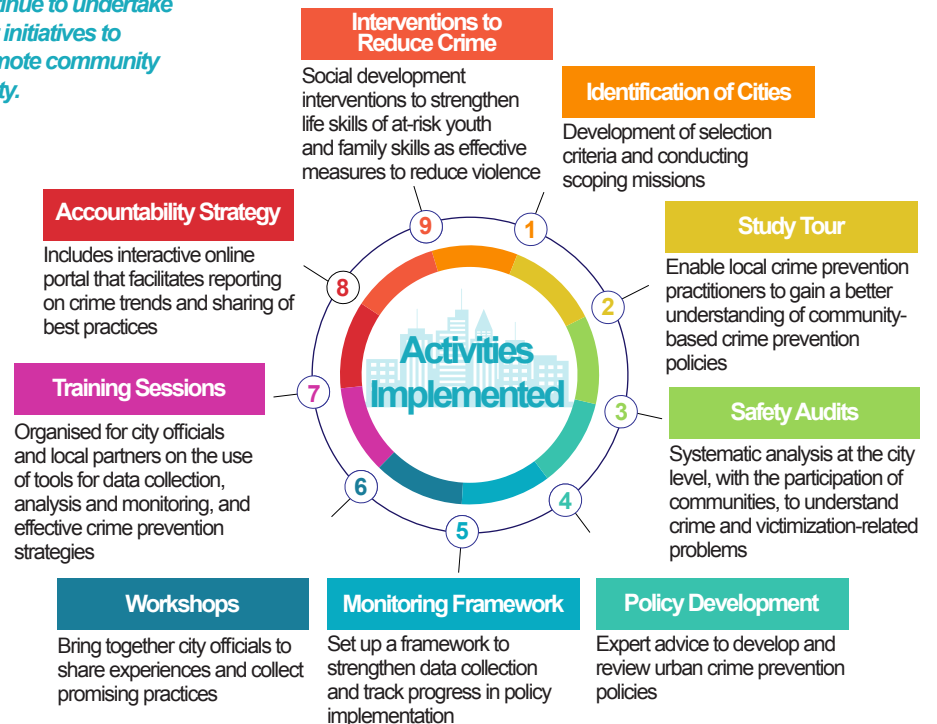 tinue to undertake
initiatives to
mote community
ty.
Interventions to
Reduce Crime
Social development
interventions to strengthen
life skills of at-risk youth
and family skills as effective
measures to reduce violence
Identification of Cities
Development of selection
criteria and conducting
scoping missions
Study Tour
Enable local crime prevention
practitioners to gain a better
understanding of community-
based crime prevention
policies
Safety Audits
Systematic analysis at the city
level, with the participation of
communities, to understand
crime and victimization-related
problems
Policy Development
Expert advice to develop and
review urban crime prevention
policies
Monitoring Framework
Set up a framework to
strengthen data collection
and track progress in policy
implementation
Workshops
Bring together city officials to
share experiences and collect
promising practices
Training Sessions
Organised for city officials
and local partners on the use
of tools for data collection,
analysis and monitoring, and
effective crime prevention
strategies
Accountability Strategy
Includes interactive online
portal that facilitates reporting
on crime trends and sharing of
best practices
Activities
Implemented
1
2
3
4
5
6
7
8
9